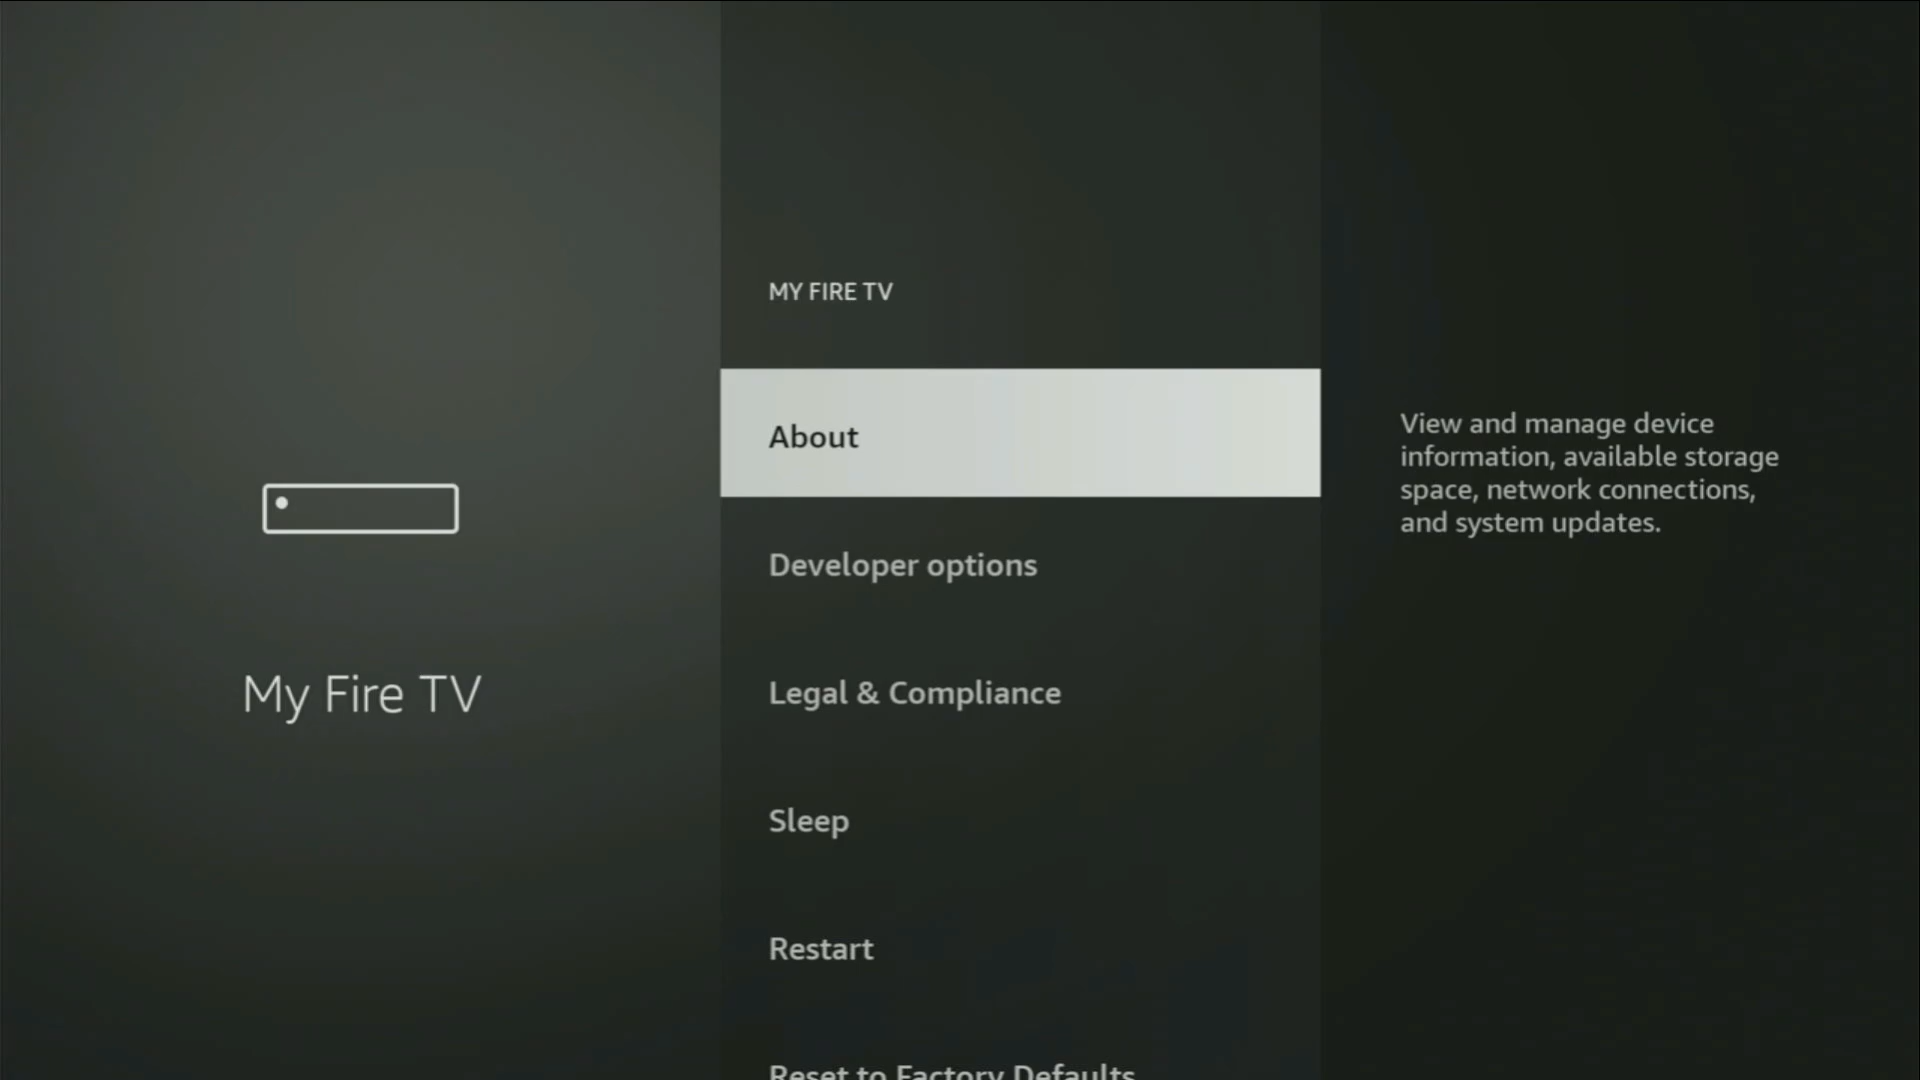 My Fire TV
MY FIRE TV
About
Developer options
Legal & Compliance
Sleep
Restart
Reset to Factory Defaults
View and manage device
information, available storage
space, network connections,
and system updates.